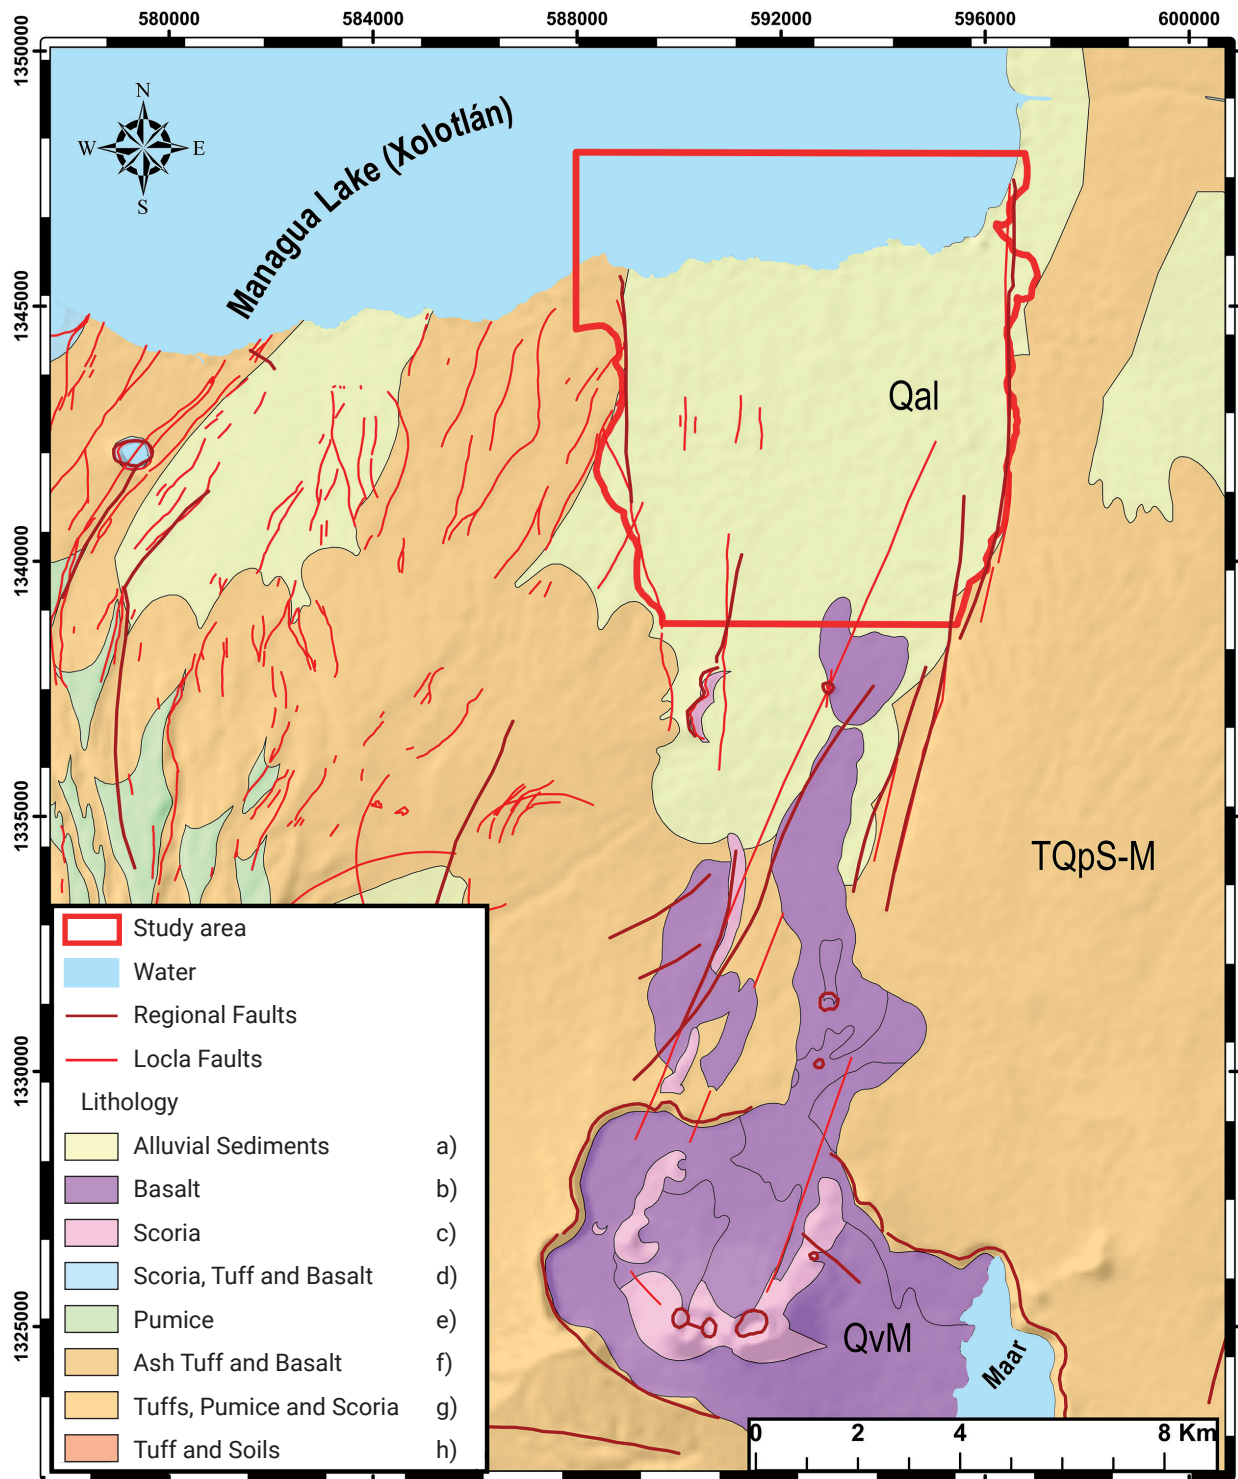 580000 584000 588000 592000 596000 600000
1350000
1345000
1340000
1335000
1330000
1325000
N
W E
S
Managua Lake (Xolotlán)
Qal
TQpS-M
QvM
Maar
Study area
Water
Regional Faults
Locla Faults
Lithology
Alluvial Sediments a)
Basalt b)
Scoria c)
Scoria, Tuff and Basalt d)
Pumice e)
Ash Tuff and Basalt f)
Tuffs, Pumice and Scoria g)
Tuff and Soils h)
0 2 4 8 Km